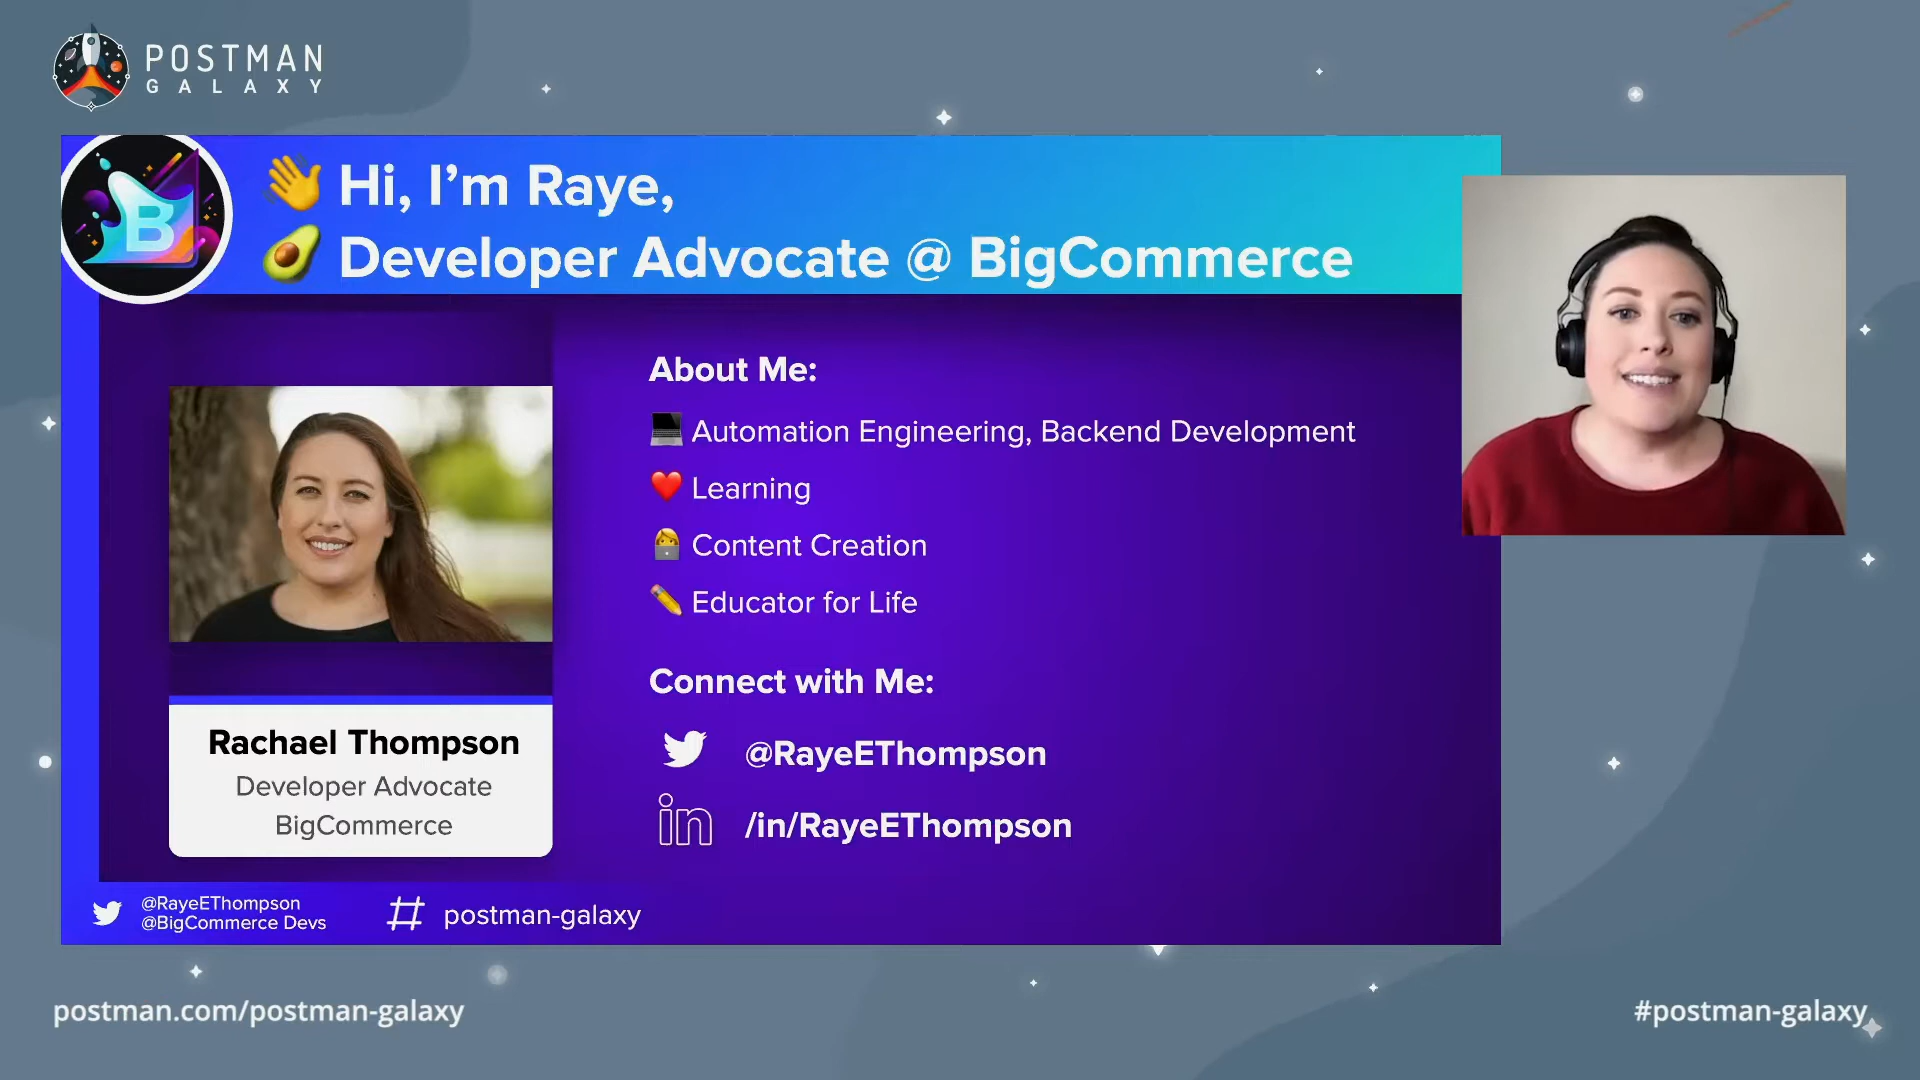 POSTMAN
GALAXY
B
Hi, I'm Raye,
Developer Advocate @ BigCommerce
About Me:
Automation Engineering, Backend Development
Learning
Content Creation
Educator for Life
Connect with Me:
@RayeEThompson
in /in/RayeEThompson
Rachael Thompson
Developer Advocate
BigCommerce
@RayeEThompson
@BigCommerce Devs
# postman-galaxy
postman.com/postman-galaxy
#postman-galaxy